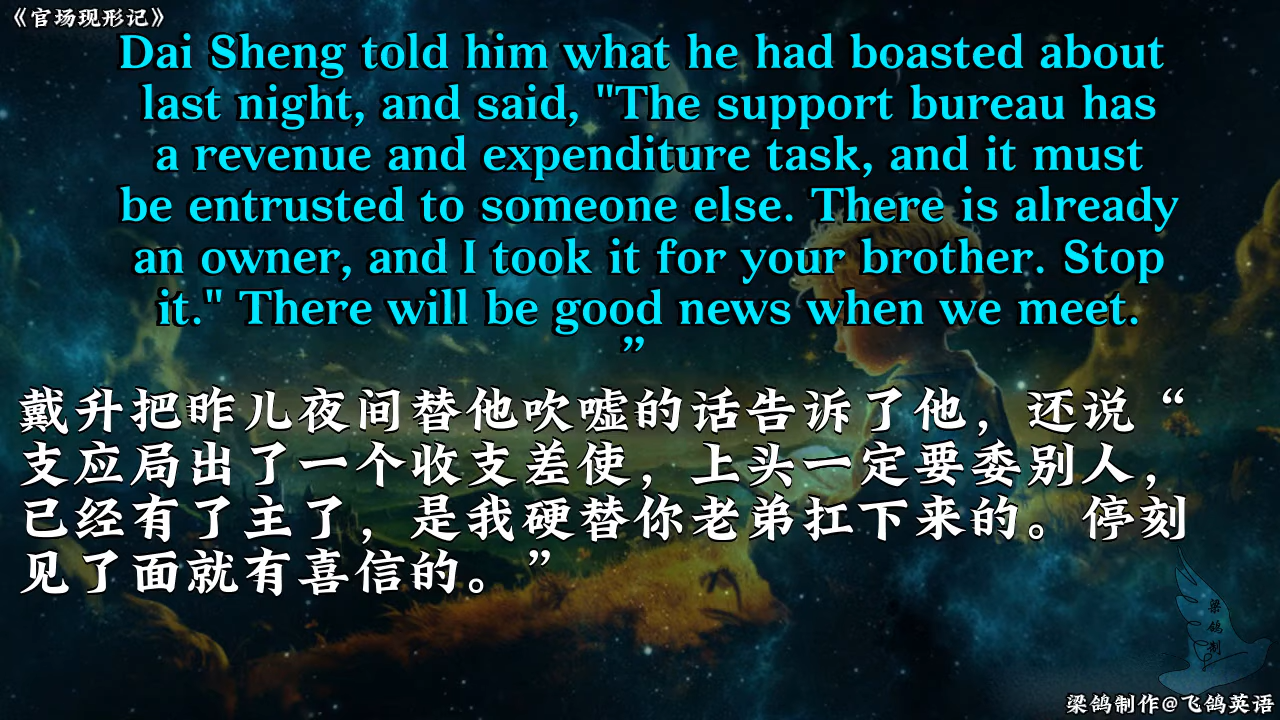 《官场现形记》
Dai Sheng told him what he had boasted about
last night, and said, "The support bureau has
a revenue and expenditure task, and it must
be entrusted to someone else. There is already
an owner, and I took it for your brother. Stop
it." There will be good news when we meet.
”
戴升把昨儿夜间替他吹嘘的话告诉了他，还说“
支应局出了一个收支差使，上头一定要委别人，
已经有了主了，是我硬替你老弟扛下来的。停刻
见了面就有喜信的。”
梁鸽制
梁鸽制作@飞鸽英语